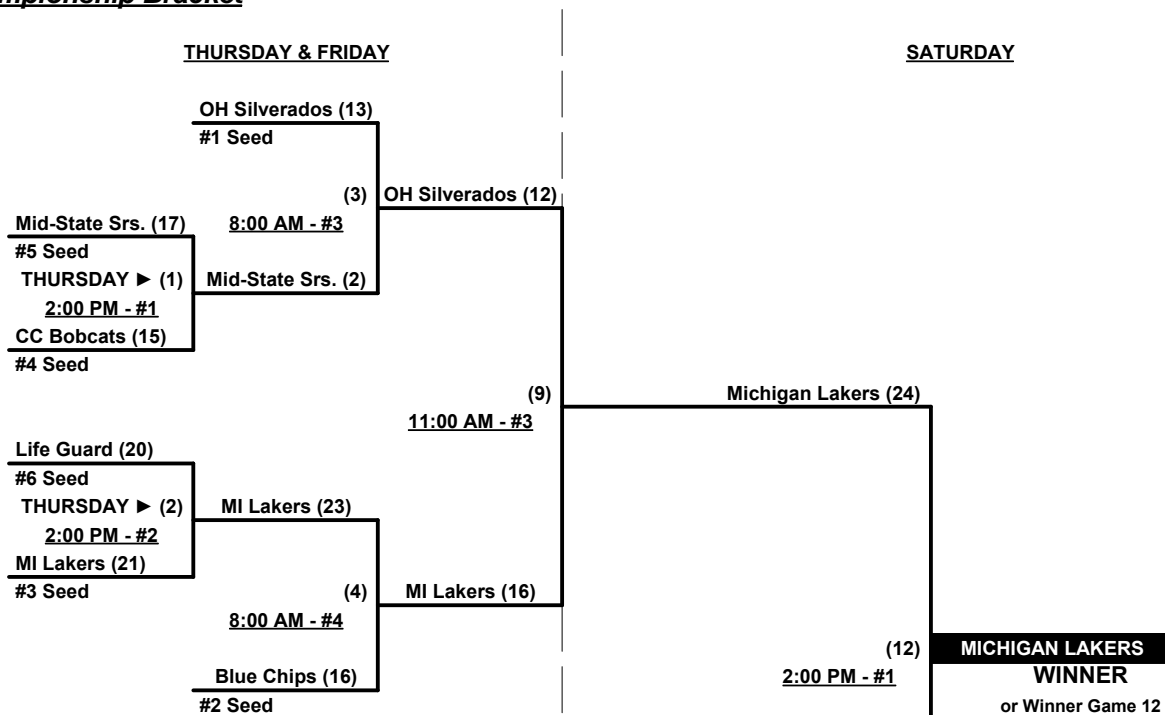 Bracket
THURSDAY & FRIDAY
SATURDAY
OH Silverados (13)
#1 Seed
(3)
8:00 AM - #3
OH Silverados (12)
Mid-State Srs. (17)
#5 Seed
THURSDAY ► (1)
2:00 PM - #1
Mid-State Srs. (2)
CC Bobcats (15)
#4 Seed
(9)
11:00 AM - #3
Michigan Lakers (24)
Life Guard (20)
#6 Seed
THURSDAY ► (2)
2:00 PM - #2
MI Lakers (23)
MI Lakers (21)
#3 Seed
(4)
8:00 AM - #4
MI Lakers (16)
Blue Chips (16)
#2 Seed
(12)
2:00 PM - #1
MICHIGAN LAKERS
WINNER
or Winner Game 12